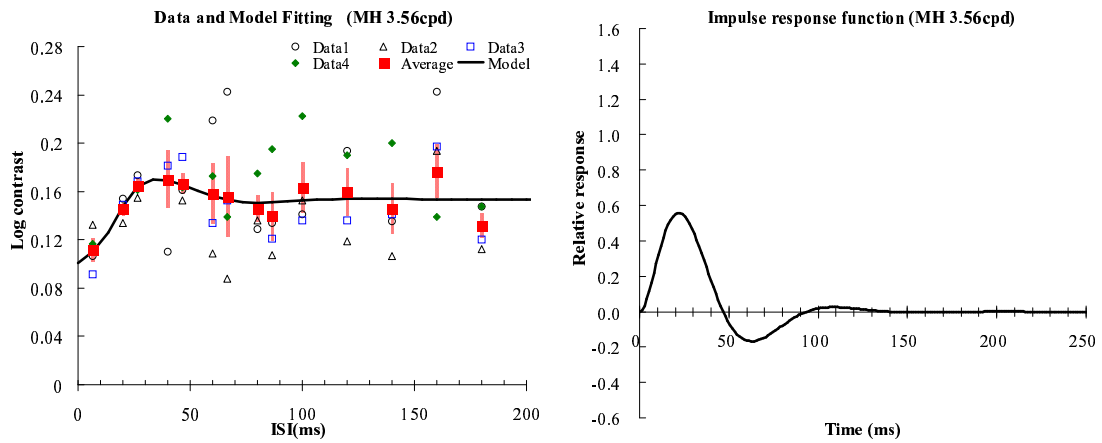 Data and Model Fitting (MH 3.56cpd)
Data1 Data2 Data3
Data4 Average Model
Log contrast
0.28
0.24
0.2
0.16
0.12
0.08
0.04
0
0 50 100 150 200
ISI(ms)
Impulse response function (MH 3.56cpd)
Relative response
1.6
1.4
1.2
1.0
0.8
0.6
0.4
0.2
0.0
-0.2
-0.4
-0.6
0 50 100 150 200 250
Time (ms)